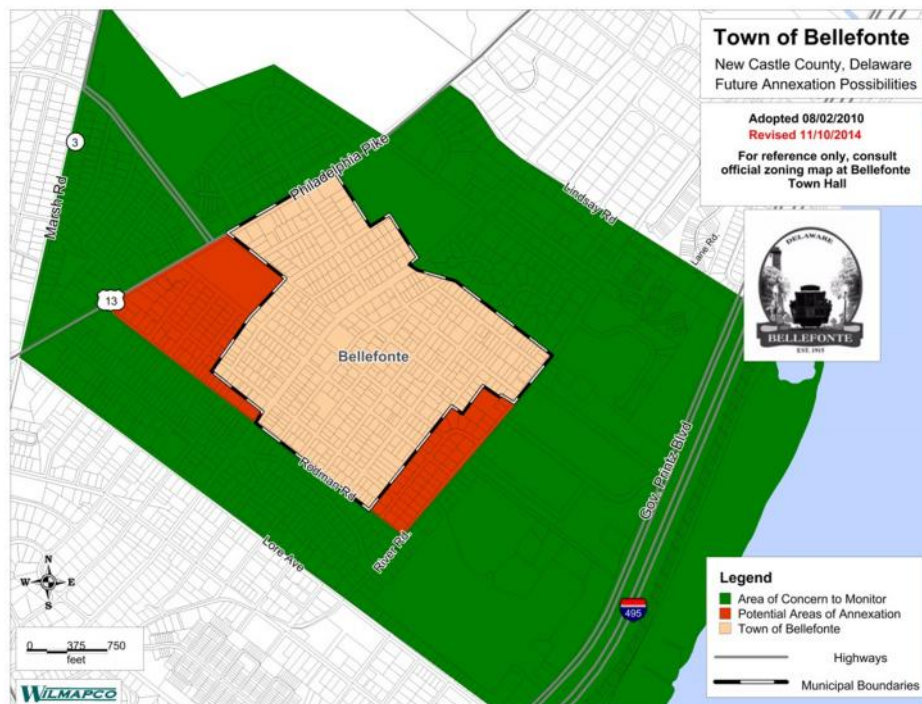 Town of Bellefonte
New Castle County, Delaware
Future Annexation Possibilities
Adopted 08/02/2010
Revised 11/10/2014
For reference only, consult
official zoning map at Bellefonte
Town Hall
3
Marsh Rd
Philadelphia Pike
Lindsay Rd
Lane Rd.
DELAWARE
BELLEFONTE
EST. 1915
13
Bellefonte
Rodman Rd
River Rd.
Lore Ave
Gov. Printz Blvd
495
N
W E
S
0 375 750
feet
WILMAPCO
Legend
Area of Concern to Monitor
Potential Areas of Annexation
Town of Bellefonte
Highways
Municipal Boundaries